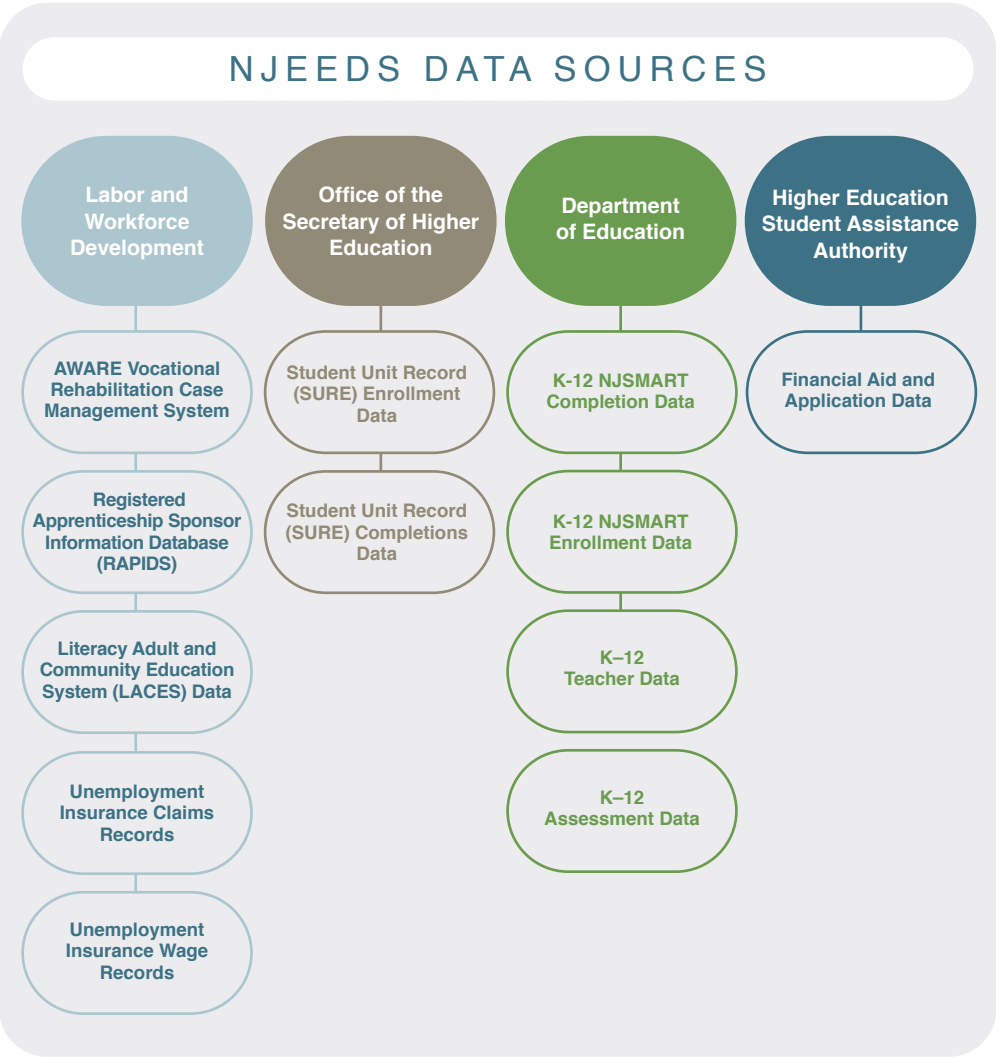 NJEEDS DATA SOURCES
Labor and
Workforce
Development
AWARE Vocational
Rehabilitation Case
Management System
Registered
Apprenticeship Sponsor
Information Database
(RAPIDS)
Literacy Adult and
Community Education
System (LACES) Data
Unemployment
Insurance Claims
Records
Unemployment
Insurance Wage
Records
Office of the
Secretary of Higher
Education
Student Unit Record
(SURE) Enrollment
Data
Student Unit Record
(SURE) Completions
Data
Department
of Education
K-12 NJSMART
Completion Data
K-12 NJSMART
Enrollment Data
K–12
Teacher Data
K–12
Assessment Data
Higher Education
Student Assistance
Authority
Financial Aid and
Application Data